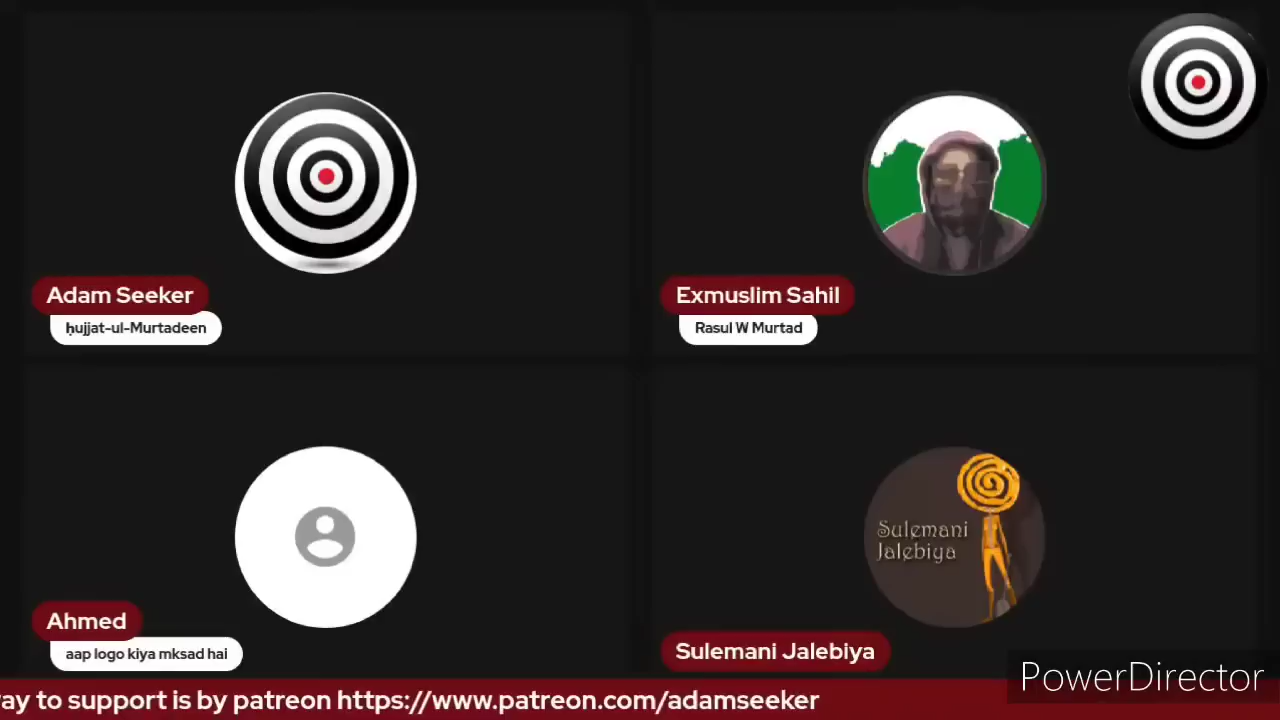 Adam Seeker
ḥujjat-ul-Murtadeen
Exmuslim Sahil
Rasul W Murtad
Ahmed
aap logo kiya mksad hai
Sulemani
Jalebiya
Sulemani Jalebiya
to support is by patreon https://www.patreon.com/adamseeker
PowerDirector